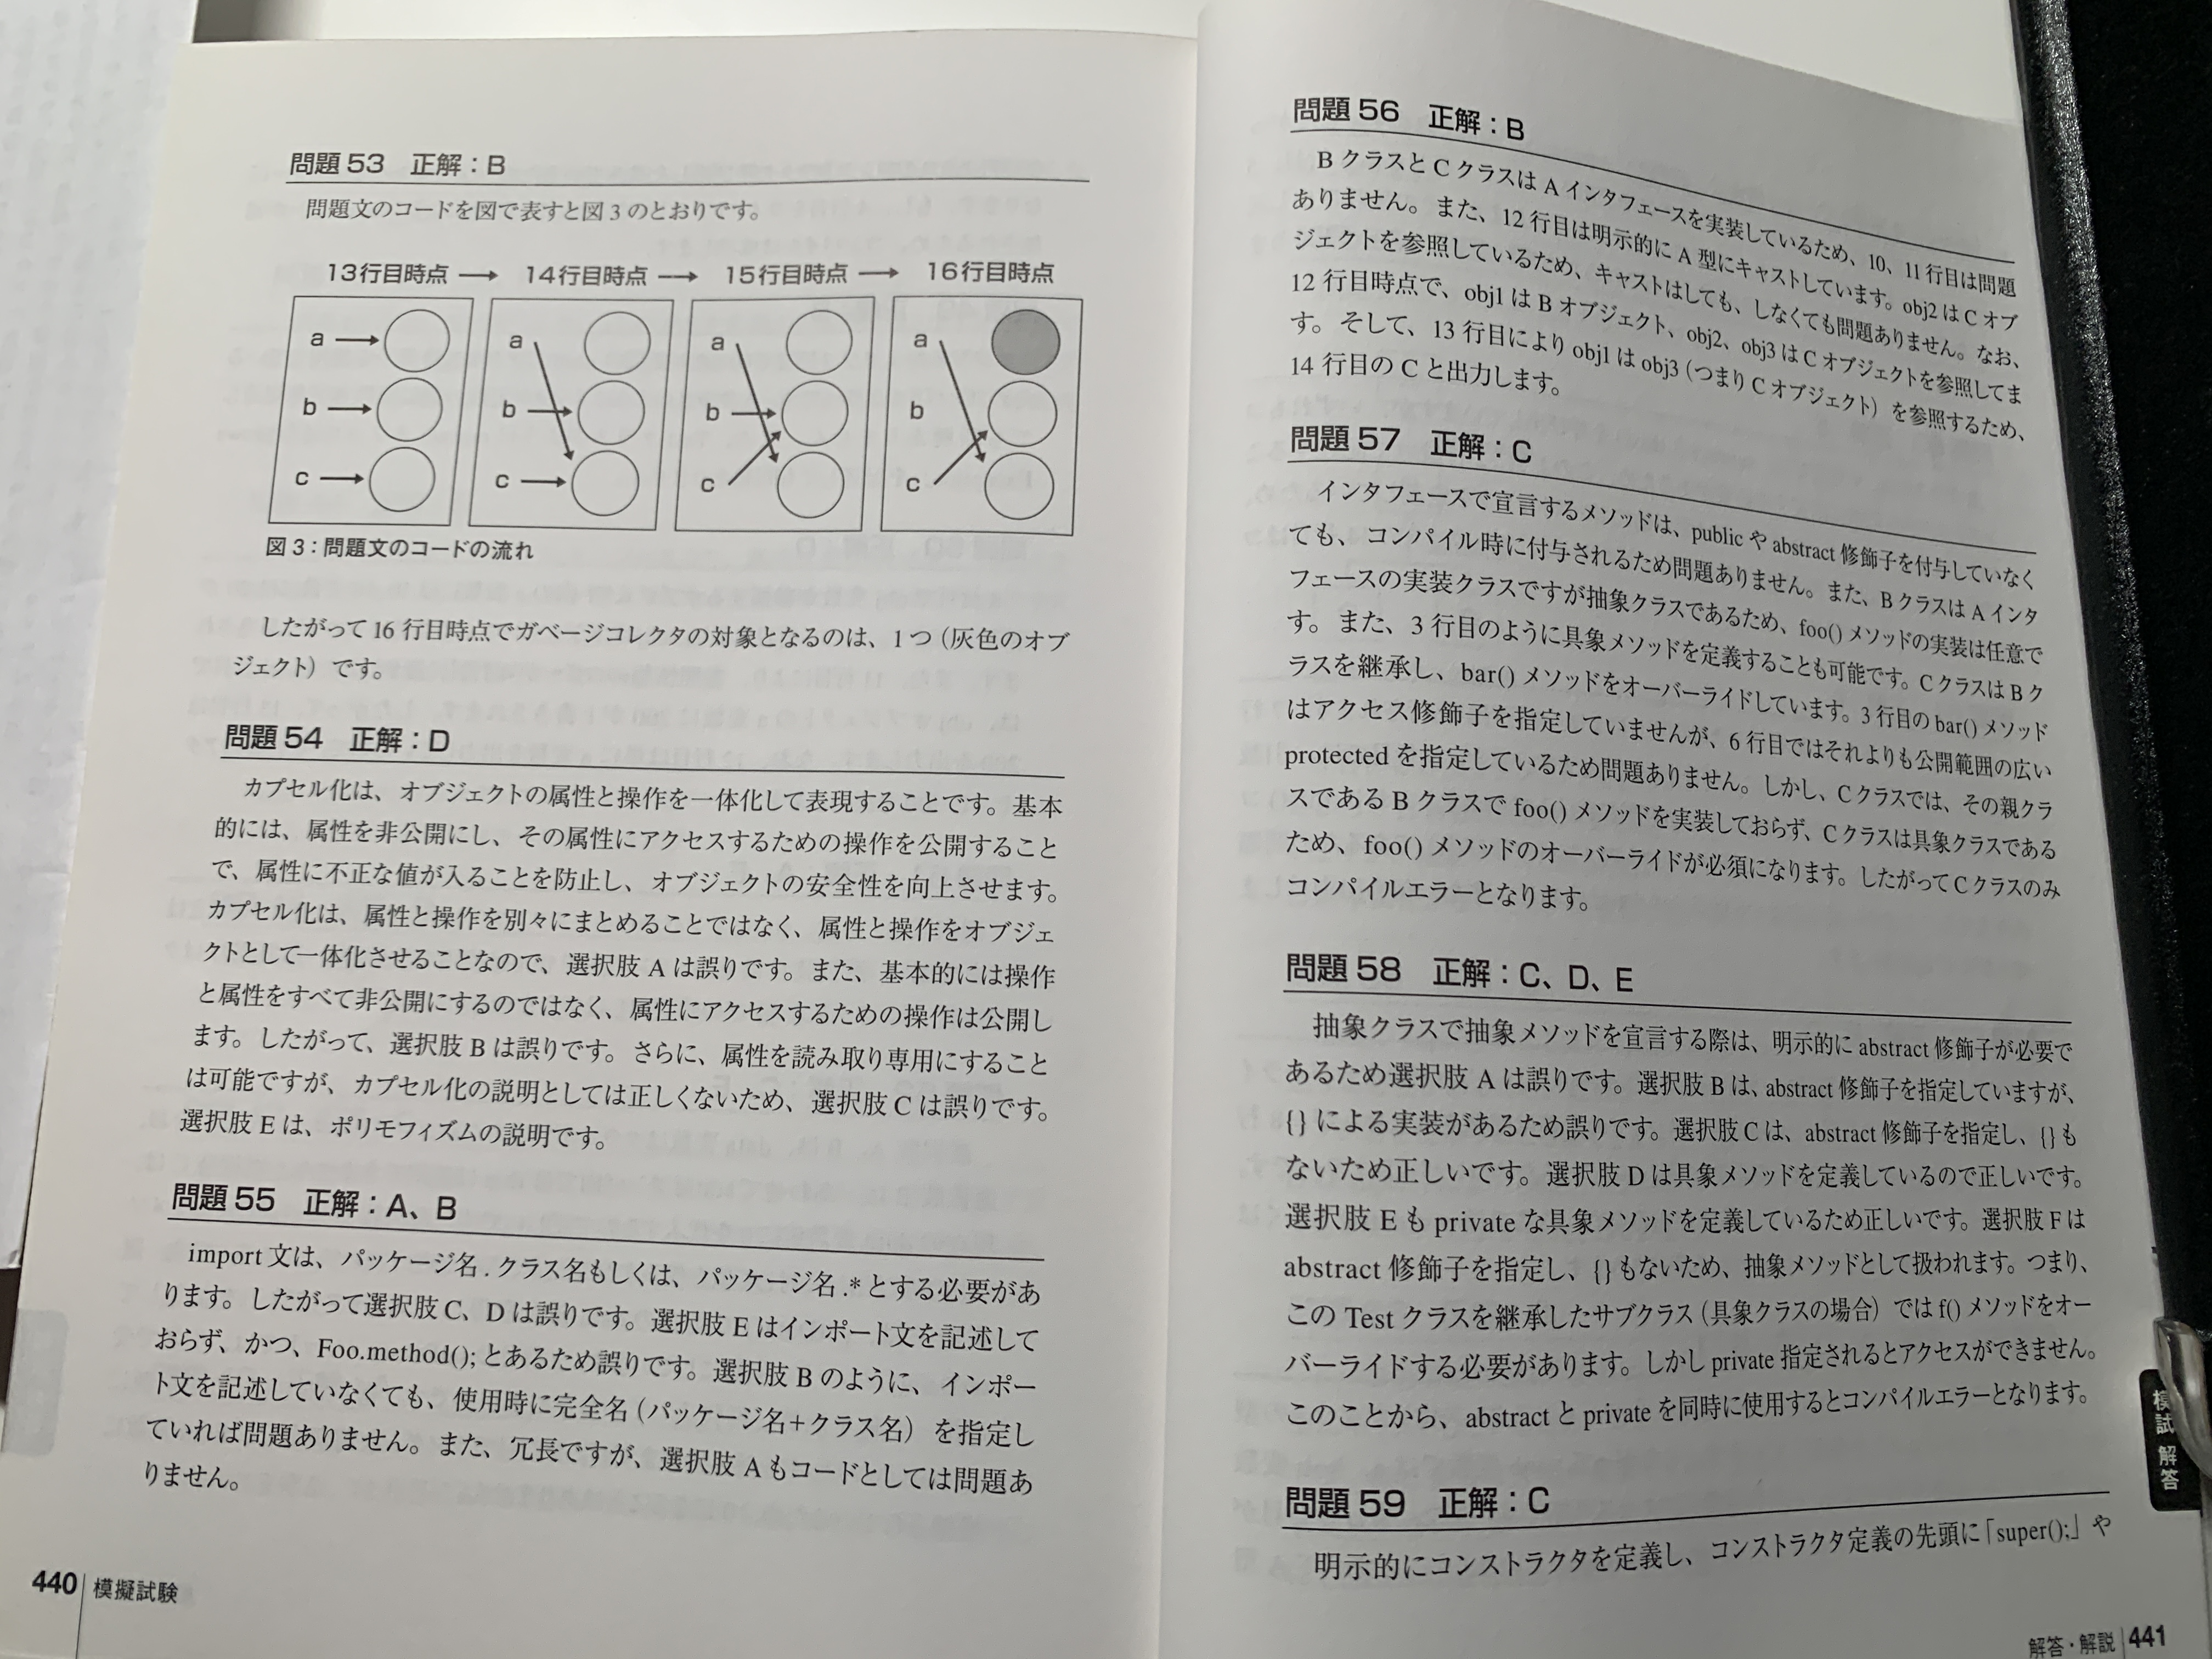 問題 53　正解：B
問題文のコードを図で表すと図 3 のとおりです。
13行目時点 → 14行目時点 → 15行目時点 → 16行目時点
a
b
c
a
b
c
a
b
c
a
b
c
図 3：問題文のコードの流れ
したがって 16 行目時点でガベージコレクタの対象となるのは、1 つ（灰色のオブ
ジェクト）です。
問題 54　正解：D
カプセル化は、オブジェクトの属性と操作を一体化して表現することです。基本
的には、属性を非公開にし、その属性にアクセスするための操作を公開すること
で、属性に不正な値が入ることを防止し、オブジェクトの安全性を向上させます。
カプセル化は、属性と操作を別々にまとめることではなく、属性と操作をオブジェ
クトとして一体化させることなので、選択肢 A は誤りです。また、基本的には操作
と属性をすべて非公開にするのではなく、属性にアクセスするための操作は公開し
ます。したがって、選択肢 B は誤りです。さらに、属性を読み取り専用にすること
は可能ですが、カプセル化の説明としては正しくないため、選択肢 C は誤りです。
選択肢 E は、ポリモフィズムの説明です。
問題 55　正解：A、B
import 文は、パッケージ名 . クラス名もしくは、パッケージ名 .* とする必要があ
ります。したがって選択肢 C、D は誤りです。選択肢 E はインポート文を記述して
おらず、かつ、Foo.method(); とあるため誤りです。選択肢 B のように、インポー
ト文を記述していなくても、使用時に完全名（パッケージ名＋クラス名）を指定し
ていれば問題ありません。また、冗長ですが、選択肢 A もコードとしては問題あ
りません。
440 模擬試験
問題 56　正解：B
B クラスと C クラスは A インタフェースを実装しているため、10、11 行目は問題
ありません。また、12 行目は明示的に A 型にキャストしています。obj2 は C オブ
ジェクトを参照しているため、キャストはしても、しなくても問題ありません。なお、
12 行目時点で、obj1 は B オブジェクト、obj2、obj3 は C オブジェクトを参照してま
す。そして、13 行目により obj1 は obj3（つまり C オブジェクト）を参照するため、
14 行目の C と出力します。
問題 57　正解：C
インタフェースで宣言するメソッドは、public や abstract 修飾子を付与していなく
ても、コンパイル時に付与されるため問題ありません。また、B クラスは A インタ
フェースの実装クラスですが抽象クラスであるため、foo() メソッドの実装は任意で
す。また、3 行目のように具象メソッドを定義することも可能です。C クラスは B ク
ラスを継承し、bar() メソッドをオーバーライドしています。3 行目の bar() メソッド
はアクセス修飾子を指定していませんが、6 行目ではそれよりも公開範囲の広い
protected を指定しているため問題ありません。しかし、C クラスでは、その親クラ
スである B クラスで foo() メソッドを実装しておらず、C クラスは具象クラスである
ため、foo() メソッドのオーバーライドが必須になります。したがって C クラスのみ
コンパイルエラーとなります。
問題 58　正解：C、D、E
抽象クラスで抽象メソッドを宣言する際は、明示的に abstract 修飾子が必要で
あるため選択肢 A は誤りです。選択肢 B は、abstract 修飾子を指定していますが、
{} による実装があるため誤りです。選択肢 C は、abstract 修飾子を指定し、{} も
ないため正しいです。選択肢 D は具象メソッドを定義しているので正しいです。
選択肢 E も private な具象メソッドを定義しているため正しいです。選択肢 F は
abstract 修飾子を指定し、{} もないため、抽象メソッドとして扱われます。つまり、
この Test クラスを継承したサブクラス（具象クラスの場合）では f() メソッドをオー
バーライドする必要があります。しかし private 指定されるとアクセスができません。
このことから、abstract と private を同時に使用するとコンパイルエラーとなります。
問題 59　正解：C
明示的にコンストラクタを定義し、コンストラクタ定義の先頭に「super();」や
模試 解答
解答・解説 441